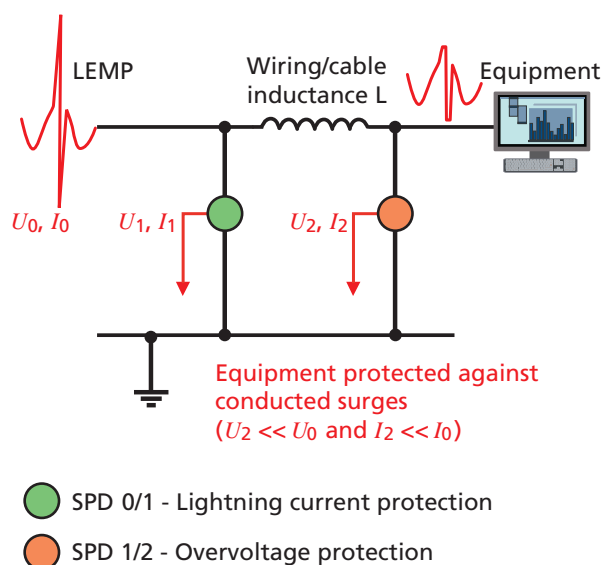 LEMP
Wiring/cable
inductance L
Equipment
U0, I0
U1, I1
U2, I2
Equipment protected against
conducted surges
(U2 << U0 and I2 << I0)
SPD 0/1 - Lightning current protection
SPD 1/2 - Overvoltage protection